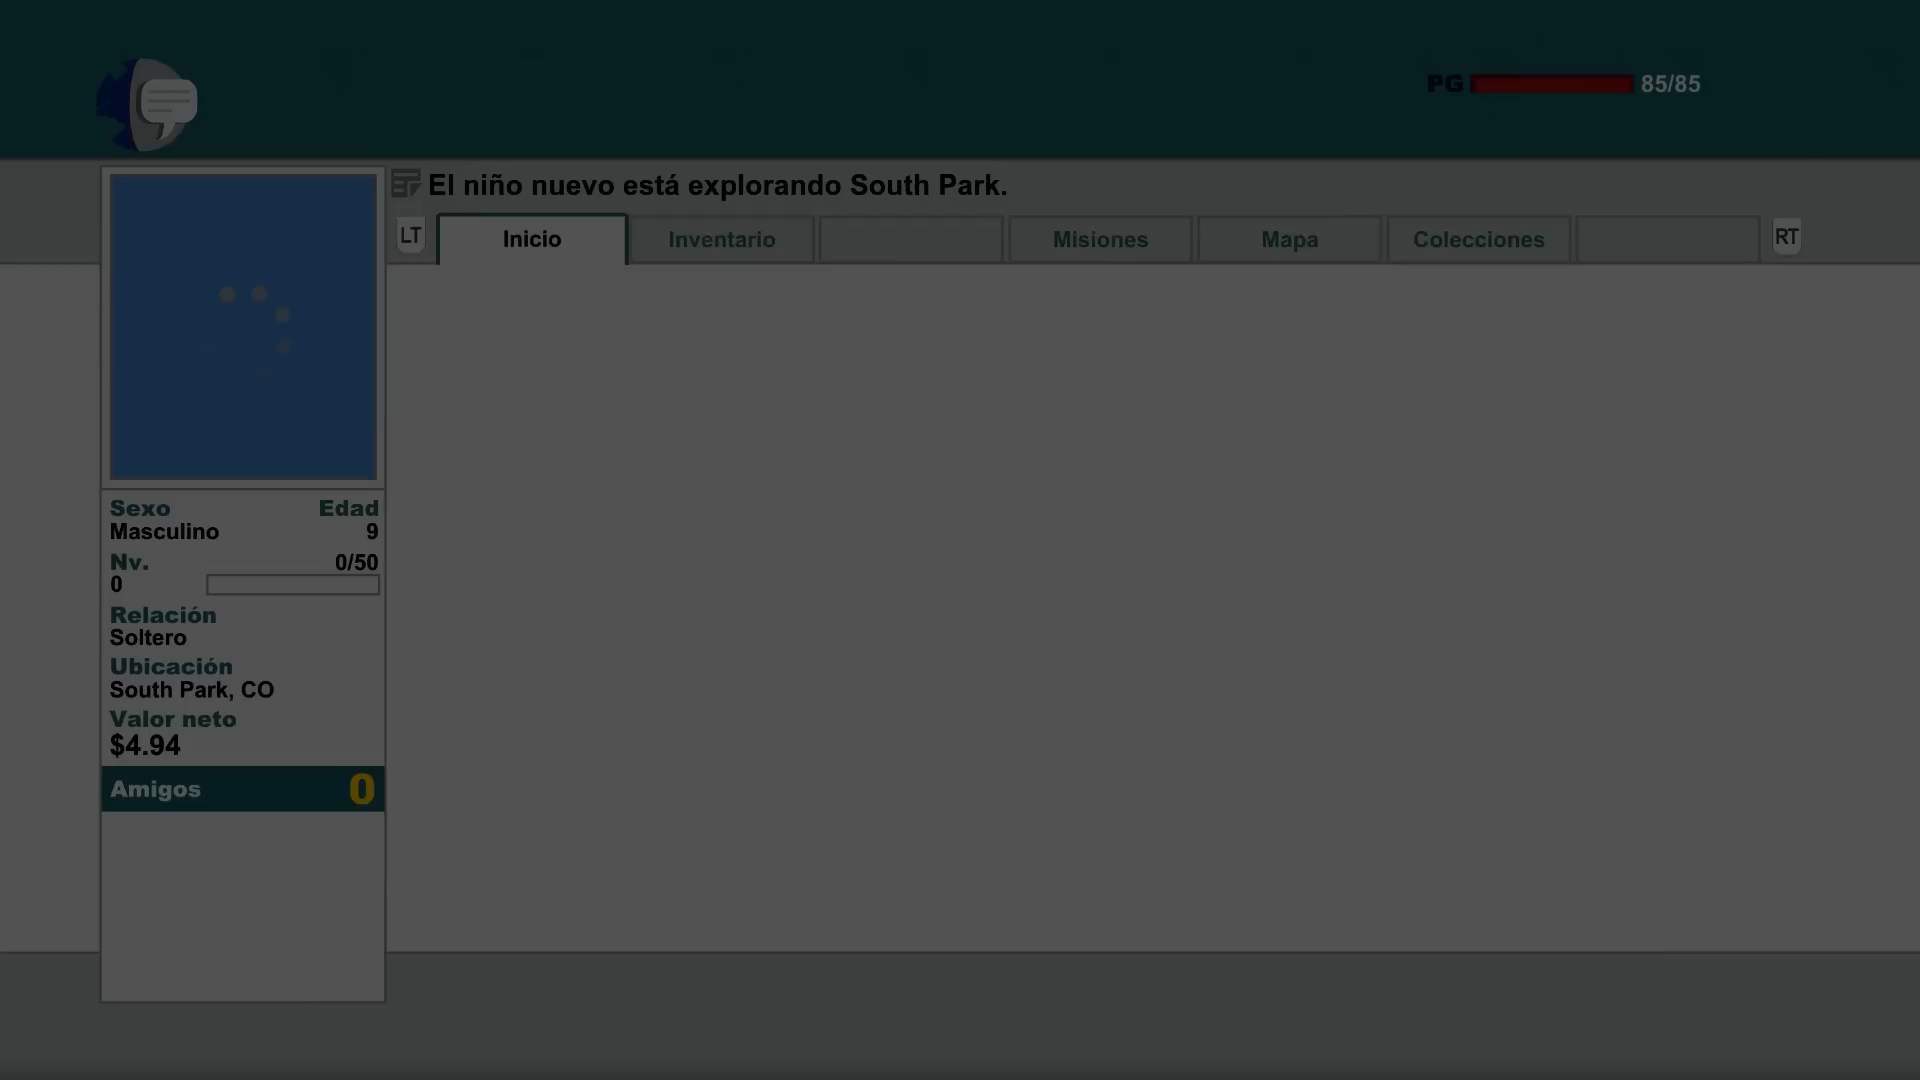 PG 85/85
El niño nuevo está explorando South Park.
LT Inicio Inventario Misiones Mapa Colecciones RT
Sexo Edad
Masculino 9
Nv. 0/50
0
Relación
Soltero
Ubicación
South Park, CO
Valor neto
$4.94
Amigos 0